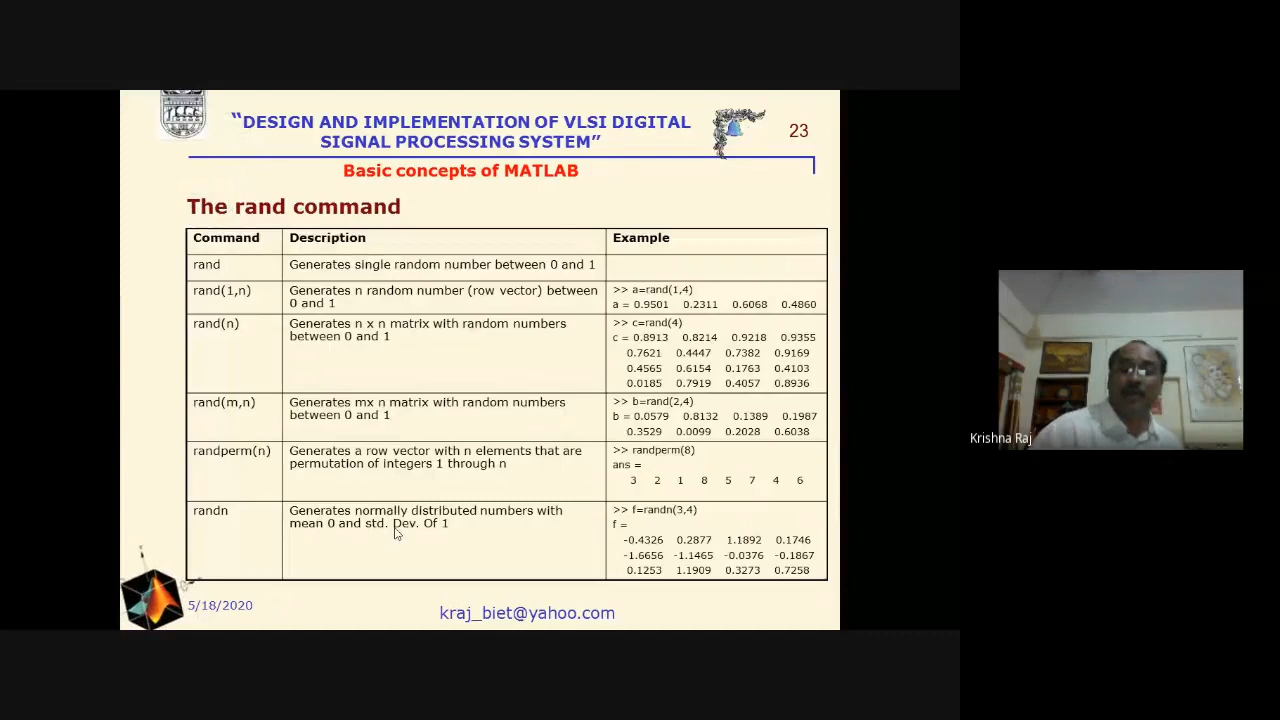 “DESIGN AND IMPLEMENTATION OF VLSI DIGITAL
SIGNAL PROCESSING SYSTEM”
23
Basic concepts of MATLAB
The rand command
Command Description Example
rand Generates single random number between 0 and 1
rand(1,n) Generates n random number (row vector) between
0 and 1
>> a=rand(1,4)
a = 0.9501 0.2311 0.6068 0.4860
rand(n) Generates n x n matrix with random numbers
between 0 and 1
>> c=rand(4)
c = 0.8913 0.8214 0.9218 0.9355
0.7621 0.4447 0.7382 0.9169
0.4565 0.6154 0.1763 0.4103
0.0185 0.7919 0.4057 0.8936
rand(m,n) Generates mx n matrix with random numbers
between 0 and 1
>> b=rand(2,4)
b = 0.0579 0.8132 0.1389 0.1987
0.3529 0.0099 0.2028 0.6038
randperm(n) Generates a row vector with n elements that are
permutation of integers 1 through n
>> randperm(8)
ans =
3 2 1 8 5 7 4 6
randn Generates normally distributed numbers with
mean 0 and std. Dev. Of 1
>> f=randn(3,4)
f =
-0.4326 0.2877 1.1892 0.1746
-1.6656 -1.1465 -0.0376 -0.1867
0.1253 1.1909 0.3273 0.7258
5/18/2020
kraj_biet@yahoo.com
Krishna Raj